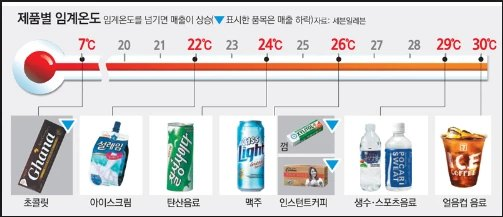 제품별 임계온도 임계온도를 넘기면 매출이 상승(▼표시한 품목은 매출 하락) 자료: 세븐일레븐
7℃ 20 21 22℃ 23 24℃ 25 26℃ 27 28 29℃ 30℃
Ghana
설레임
칠성사이다
Light
껌
POCARI SWEAT
ICE COFFEE
초콜릿 아이스크림 탄산음료 맥주 인스턴트커피 생수·스포츠음료 얼음컵 음료